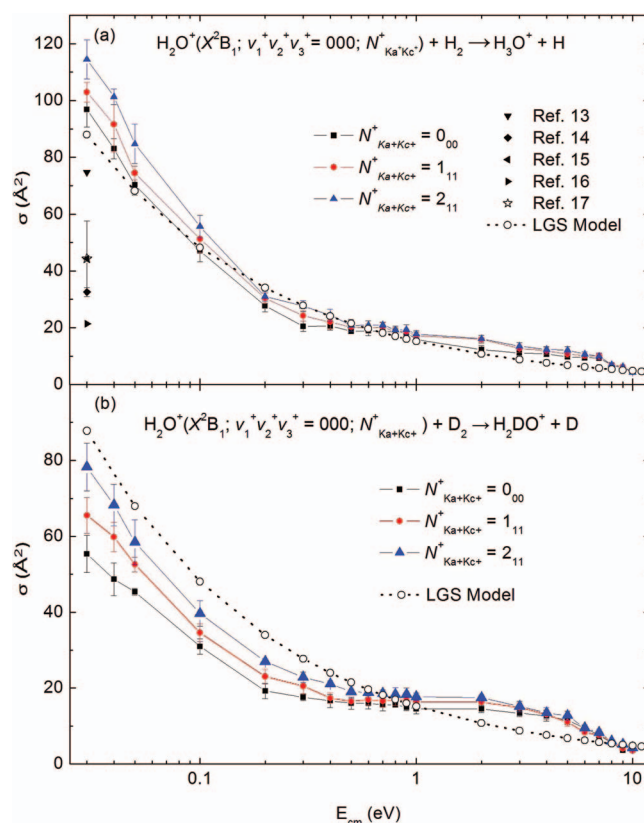 (a)
H₂O⁺(X²B₁; v₁⁺v₂⁺v₃⁺= 000; N⁺Ka⁺Kc⁺) + H₂ → H₃O⁺ + H
120
100
80
60
40
20
0
σ (Å²)
N⁺Ka+Kc+ = 0₀₀
N⁺Ka+Kc+ = 1₁₁
N⁺Ka+Kc+ = 2₁₁
Ref. 13
Ref. 14
Ref. 15
Ref. 16
Ref. 17
LGS Model
(b)
H₂O⁺(X²B₁; v₁⁺v₂⁺v₃⁺ = 000; N⁺Ka+Kc+) + D₂ → H₂DO⁺ + D
80
60
40
20
0
σ (Å²)
N⁺Ka+Kc+ = 0₀₀
N⁺Ka+Kc+ = 1₁₁
N⁺Ka+Kc+ = 2₁₁
LGS Model
0.1
1
10
E_cm (eV)